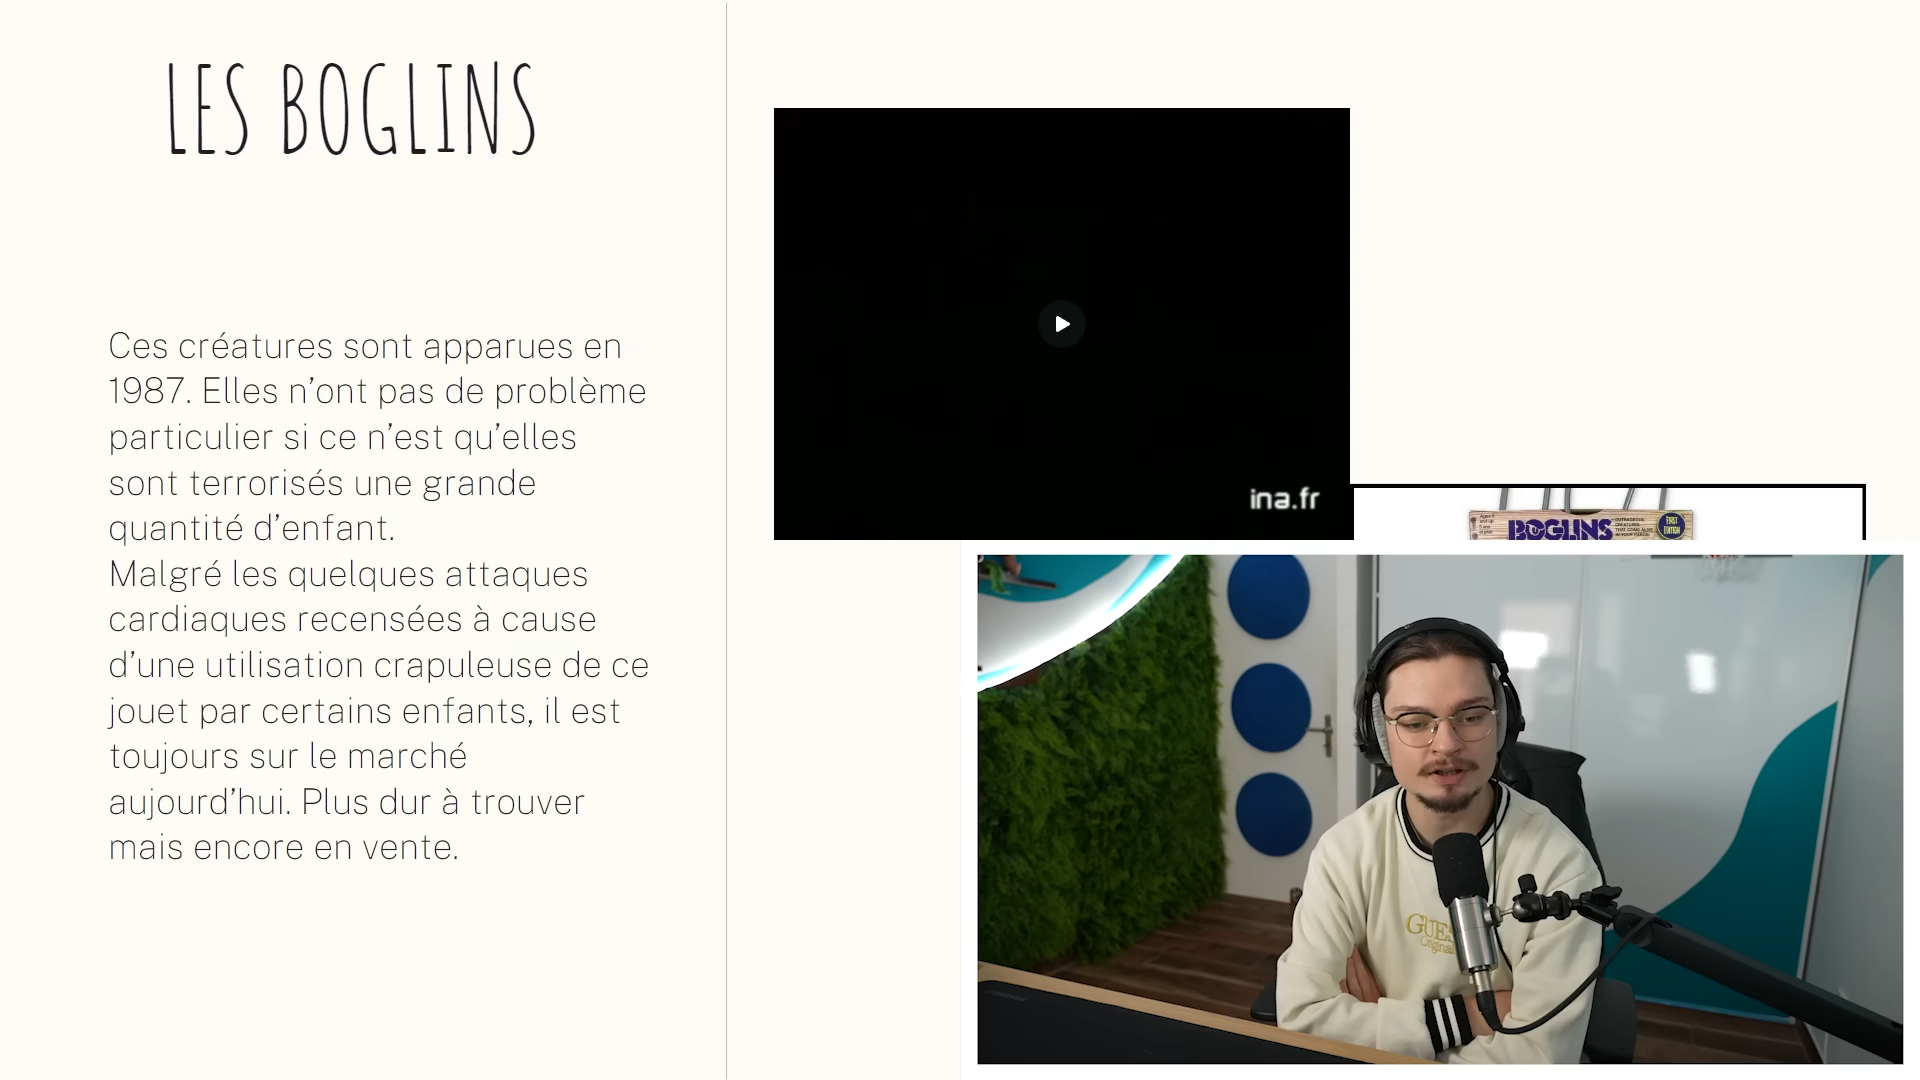 LES BOGLINS
Ces créatures sont apparues en
1987. Elles n’ont pas de problème
particulier si ce n’est qu’elles
sont terrorisés une grande
quantité d’enfant.
Malgré les quelques attaques
cardiaques recensées à cause
d’une utilisation crapuleuse de ce
jouet par certains enfants, il est
toujours sur le marché
aujourd’hui. Plus dur à trouver
mais encore en vente.
ina.fr
BOGLINS
FIRST
EDITION